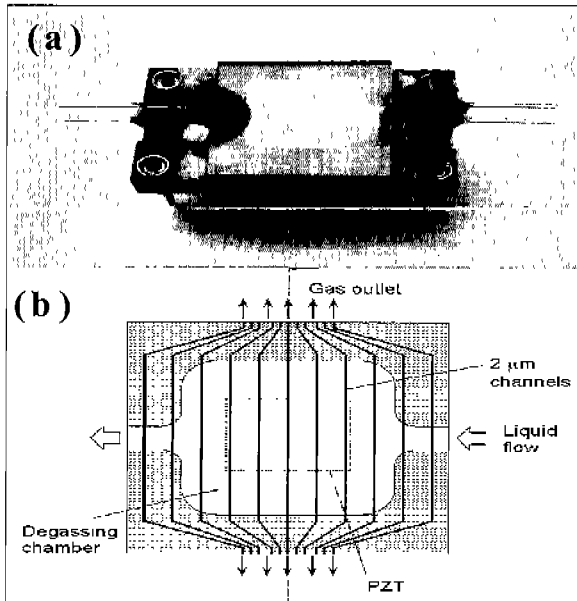 (a)
(b)
Gas outlet
2 μm
channels
Liquid
flow
Degassing
chamber
PZT